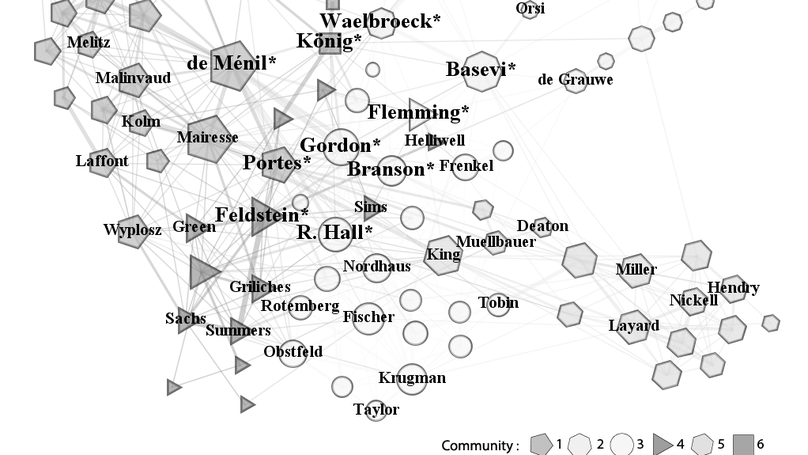 Orsi
Waelbroeck*
König*
Melitz
de Ménil*
Basevi*
Malinvaud
de Grauwe
Flemming*
Kolm
Mairesse
Helliwell
Gordon*
Laffont
Portes*
Branson*
Frenkel
Sims
Feldstein*
Green
Wyplosz
R. Hall*
Deaton
Muellbauer
King
Nordhaus
Miller
Griliches
Hendry
Nickell
Rotemberg
Tobin
Sachs
Summers
Fischer
Layard
Obstfeld
Krugman
Taylor
Community : 1 2 3 4 5 6